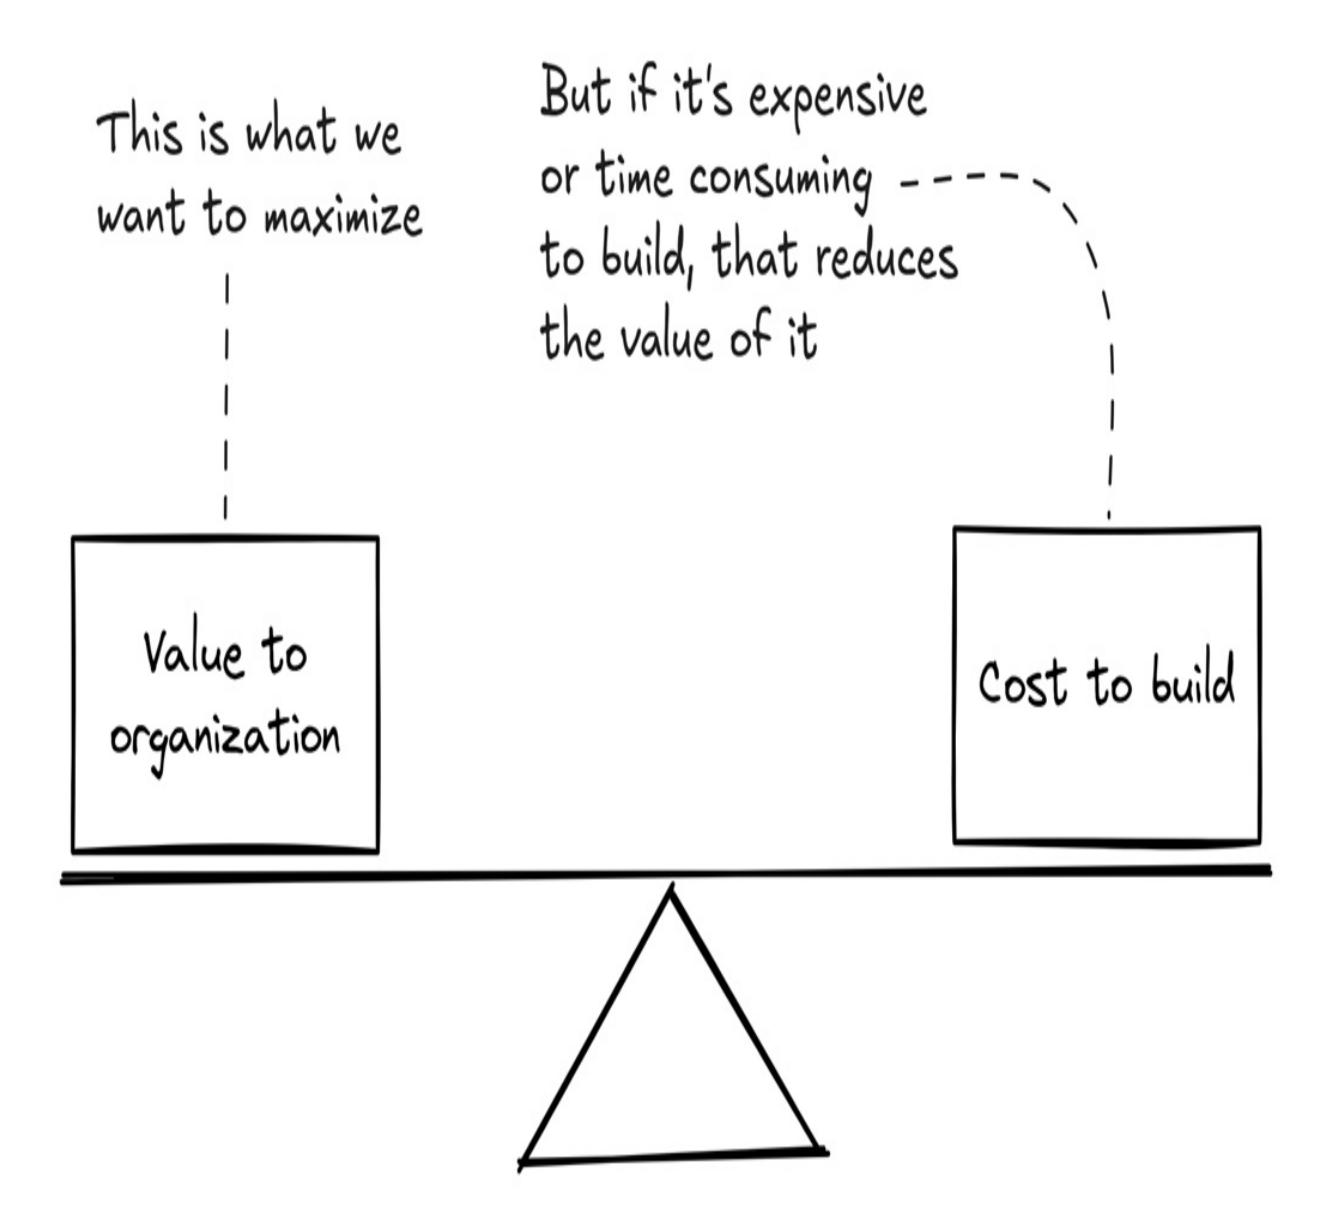 This is what we
want to maximize
But if it's expensive
or time consuming
to build, that reduces
the value of it
Value to
organization
Cost to build